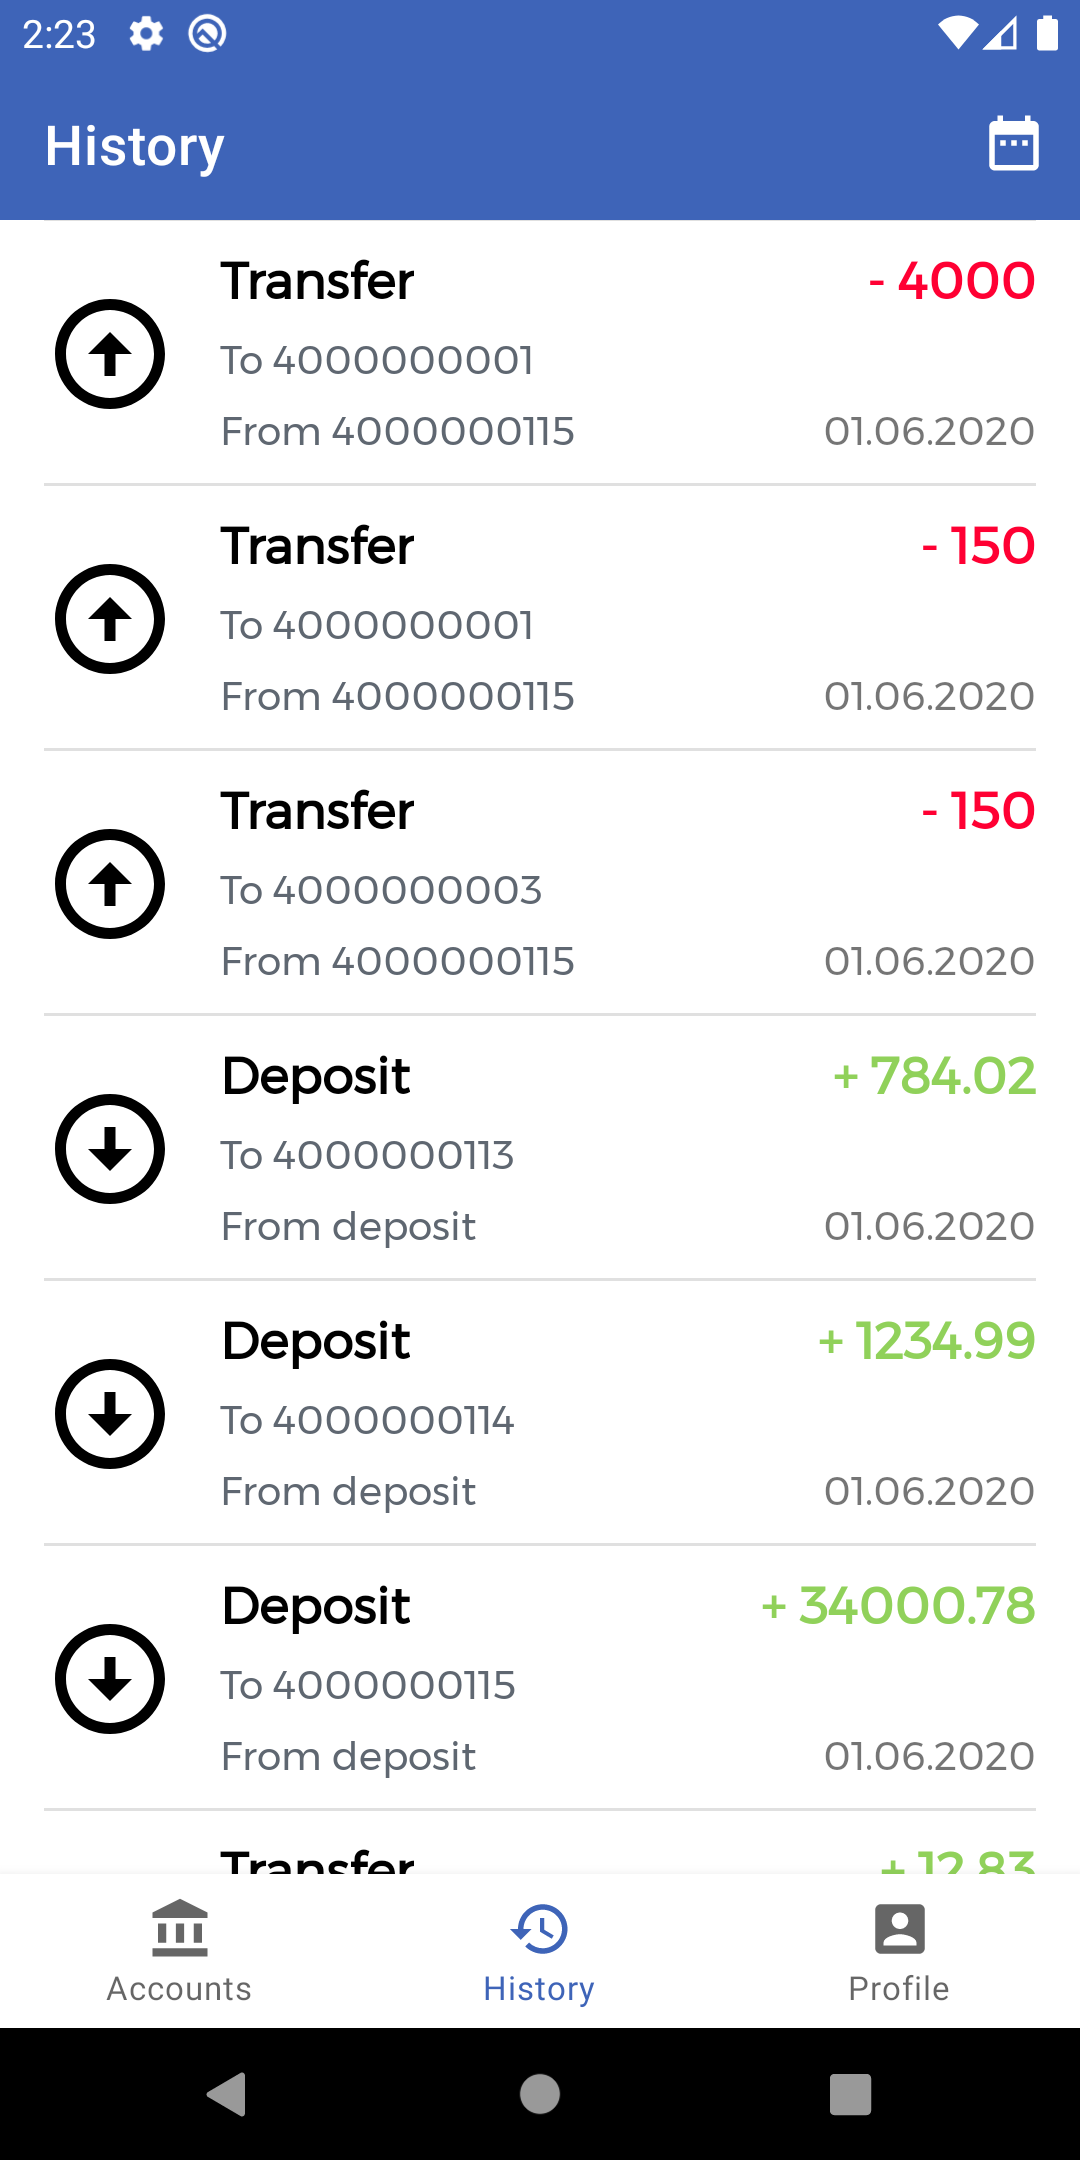 2:23
History
Transfer - 4000
To 4000000001
From 4000000115 01.06.2020
Transfer - 150
To 4000000001
From 4000000115 01.06.2020
Transfer - 150
To 4000000003
From 4000000115 01.06.2020
Deposit + 784.02
To 4000000113
From deposit 01.06.2020
Deposit + 1234.99
To 4000000114
From deposit 01.06.2020
Deposit + 34000.78
To 4000000115
From deposit 01.06.2020
Transfer + 12.83
Accounts History Profile